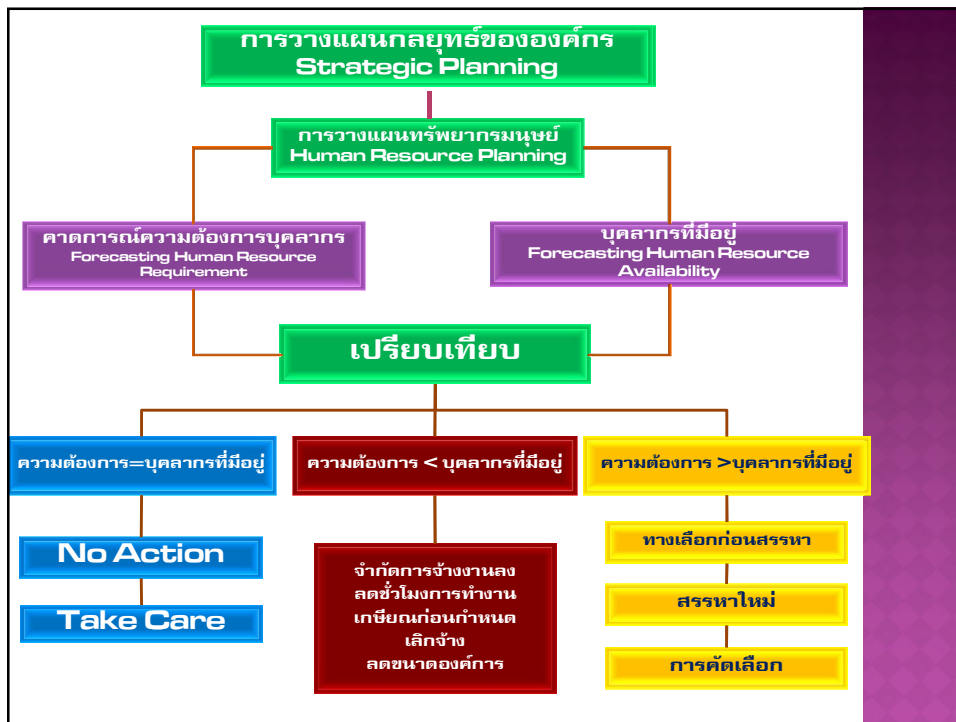 การวางแผนกลยุทธ์ขององค์กร
Strategic Planning
การวางแผนทรัพยากรมนุษย์
Human Resource Planning
คาดการณ์ความต้องการบุคลากร
Forecasting Human Resource
Requirement
บุคลากรที่มีอยู่
Forecasting Human Resource
Availability
เปรียบเทียบ
ความต้องการ=บุคลากรที่มีอยู่
No Action
Take Care
ความต้องการ < บุคลากรที่มีอยู่
จำกัดการจ้างงานลง
ลดชั่วโมงการทำงาน
เกษียณก่อนกำหนด
เลิกจ้าง
ลดขนาดองค์การ
ความต้องการ >บุคลากรที่มีอยู่
ทางเลือกก่อนสรรหา
สรรหาใหม่
การคัดเลือก